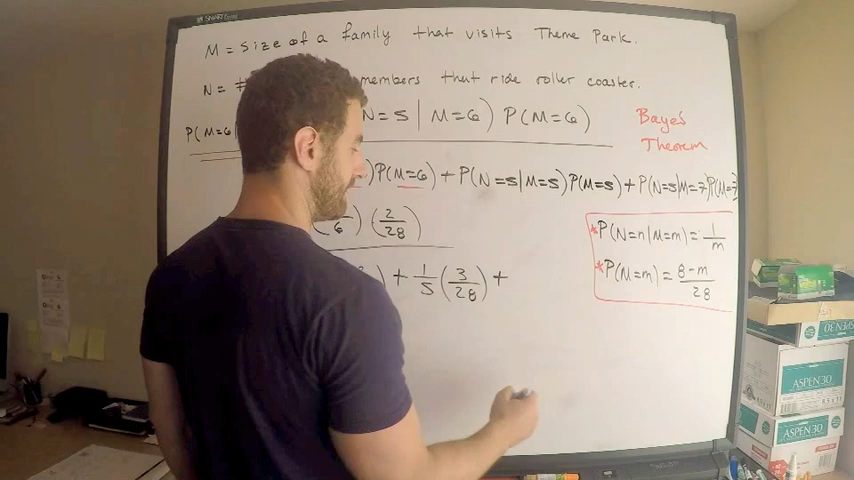 SMART Board
M = size of a family that visits Theme Park.
N = # members that ride roller coaster.
P(M=6 N = 5 | M=6) P(M=6)
Bayes
Theorem
)P(M=6) + P(N=5|M=5)P(M=5) + P(N=5|M=7)P(M=7
6) (2/28)
*P(N=n|M=m) = 1/m
) + 1/5 (3/28) +
*P(M=m) = 8-m/28
ASPEN 30
ASPEN 30
ASPEN 30